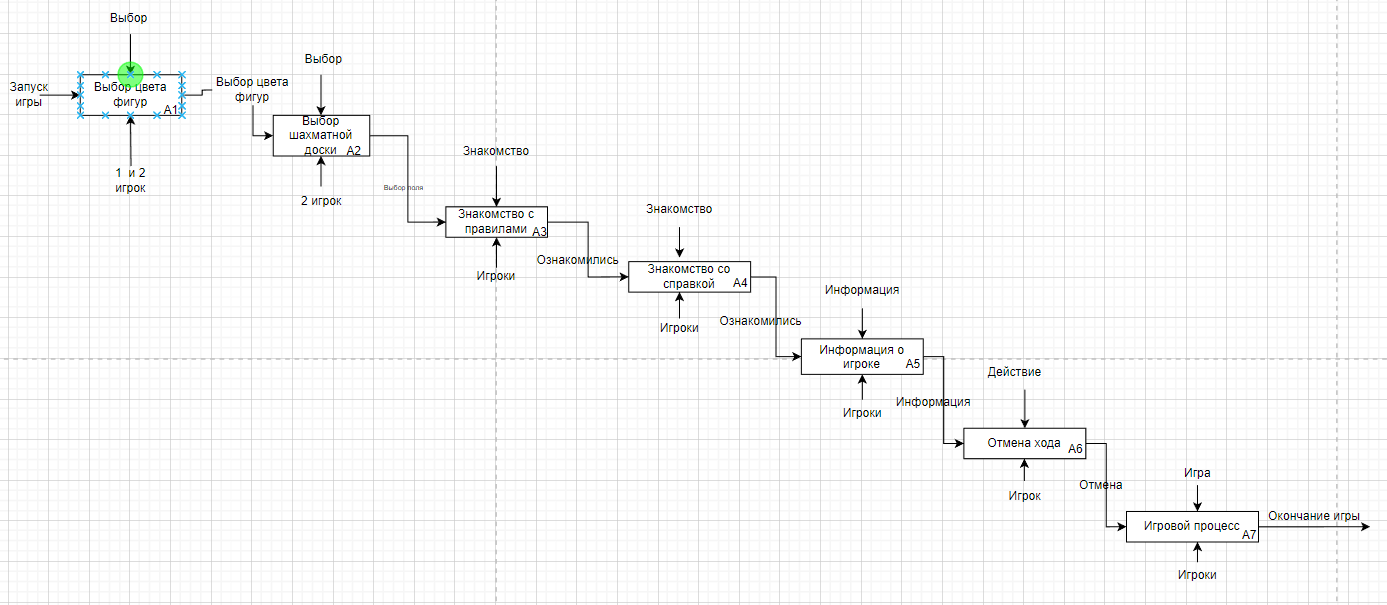 Выбор
Запуск
игры
Выбор цвета
фигур
A1
1 и 2
игрок
Выбор цвета
фигур
Выбор
Выбор
шахматной
доски
A2
2 игрок
Выбор поля
Знакомство
Знакомство с
правилами
A3
Игроки
Ознакомились
Знакомство
Знакомство со
справкой
A4
Игроки
Ознакомились
Информация
Информация о
игроке
A5
Игроки
Информация
Действие
Отмена хода
A6
Игрок
Отмена
Игра
Игровой процесс
A7
Игроки
Окончание игры